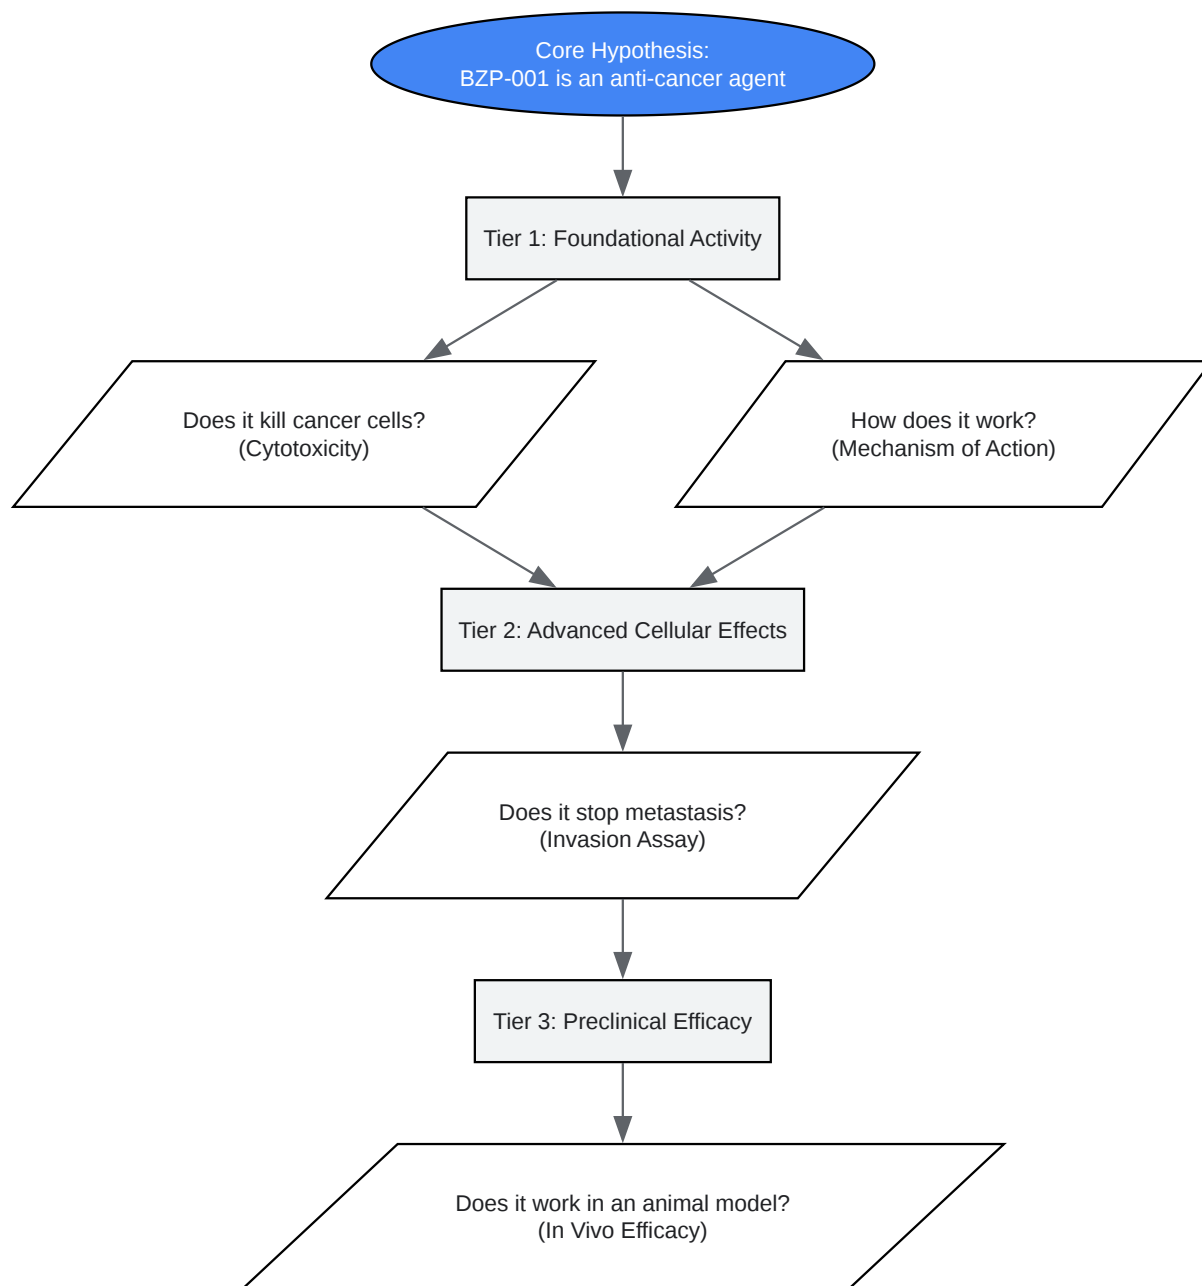 Core Hypothesis:
BZP-001 is an anti-cancer agent
Tier 1: Foundational Activity
Does it kill cancer cells?
(Cytotoxicity)
How does it work?
(Mechanism of Action)
Tier 2: Advanced Cellular Effects
Does it stop metastasis?
(Invasion Assay)
Tier 3: Preclinical Efficacy
Does it work in an animal model?
(In Vivo Efficacy)